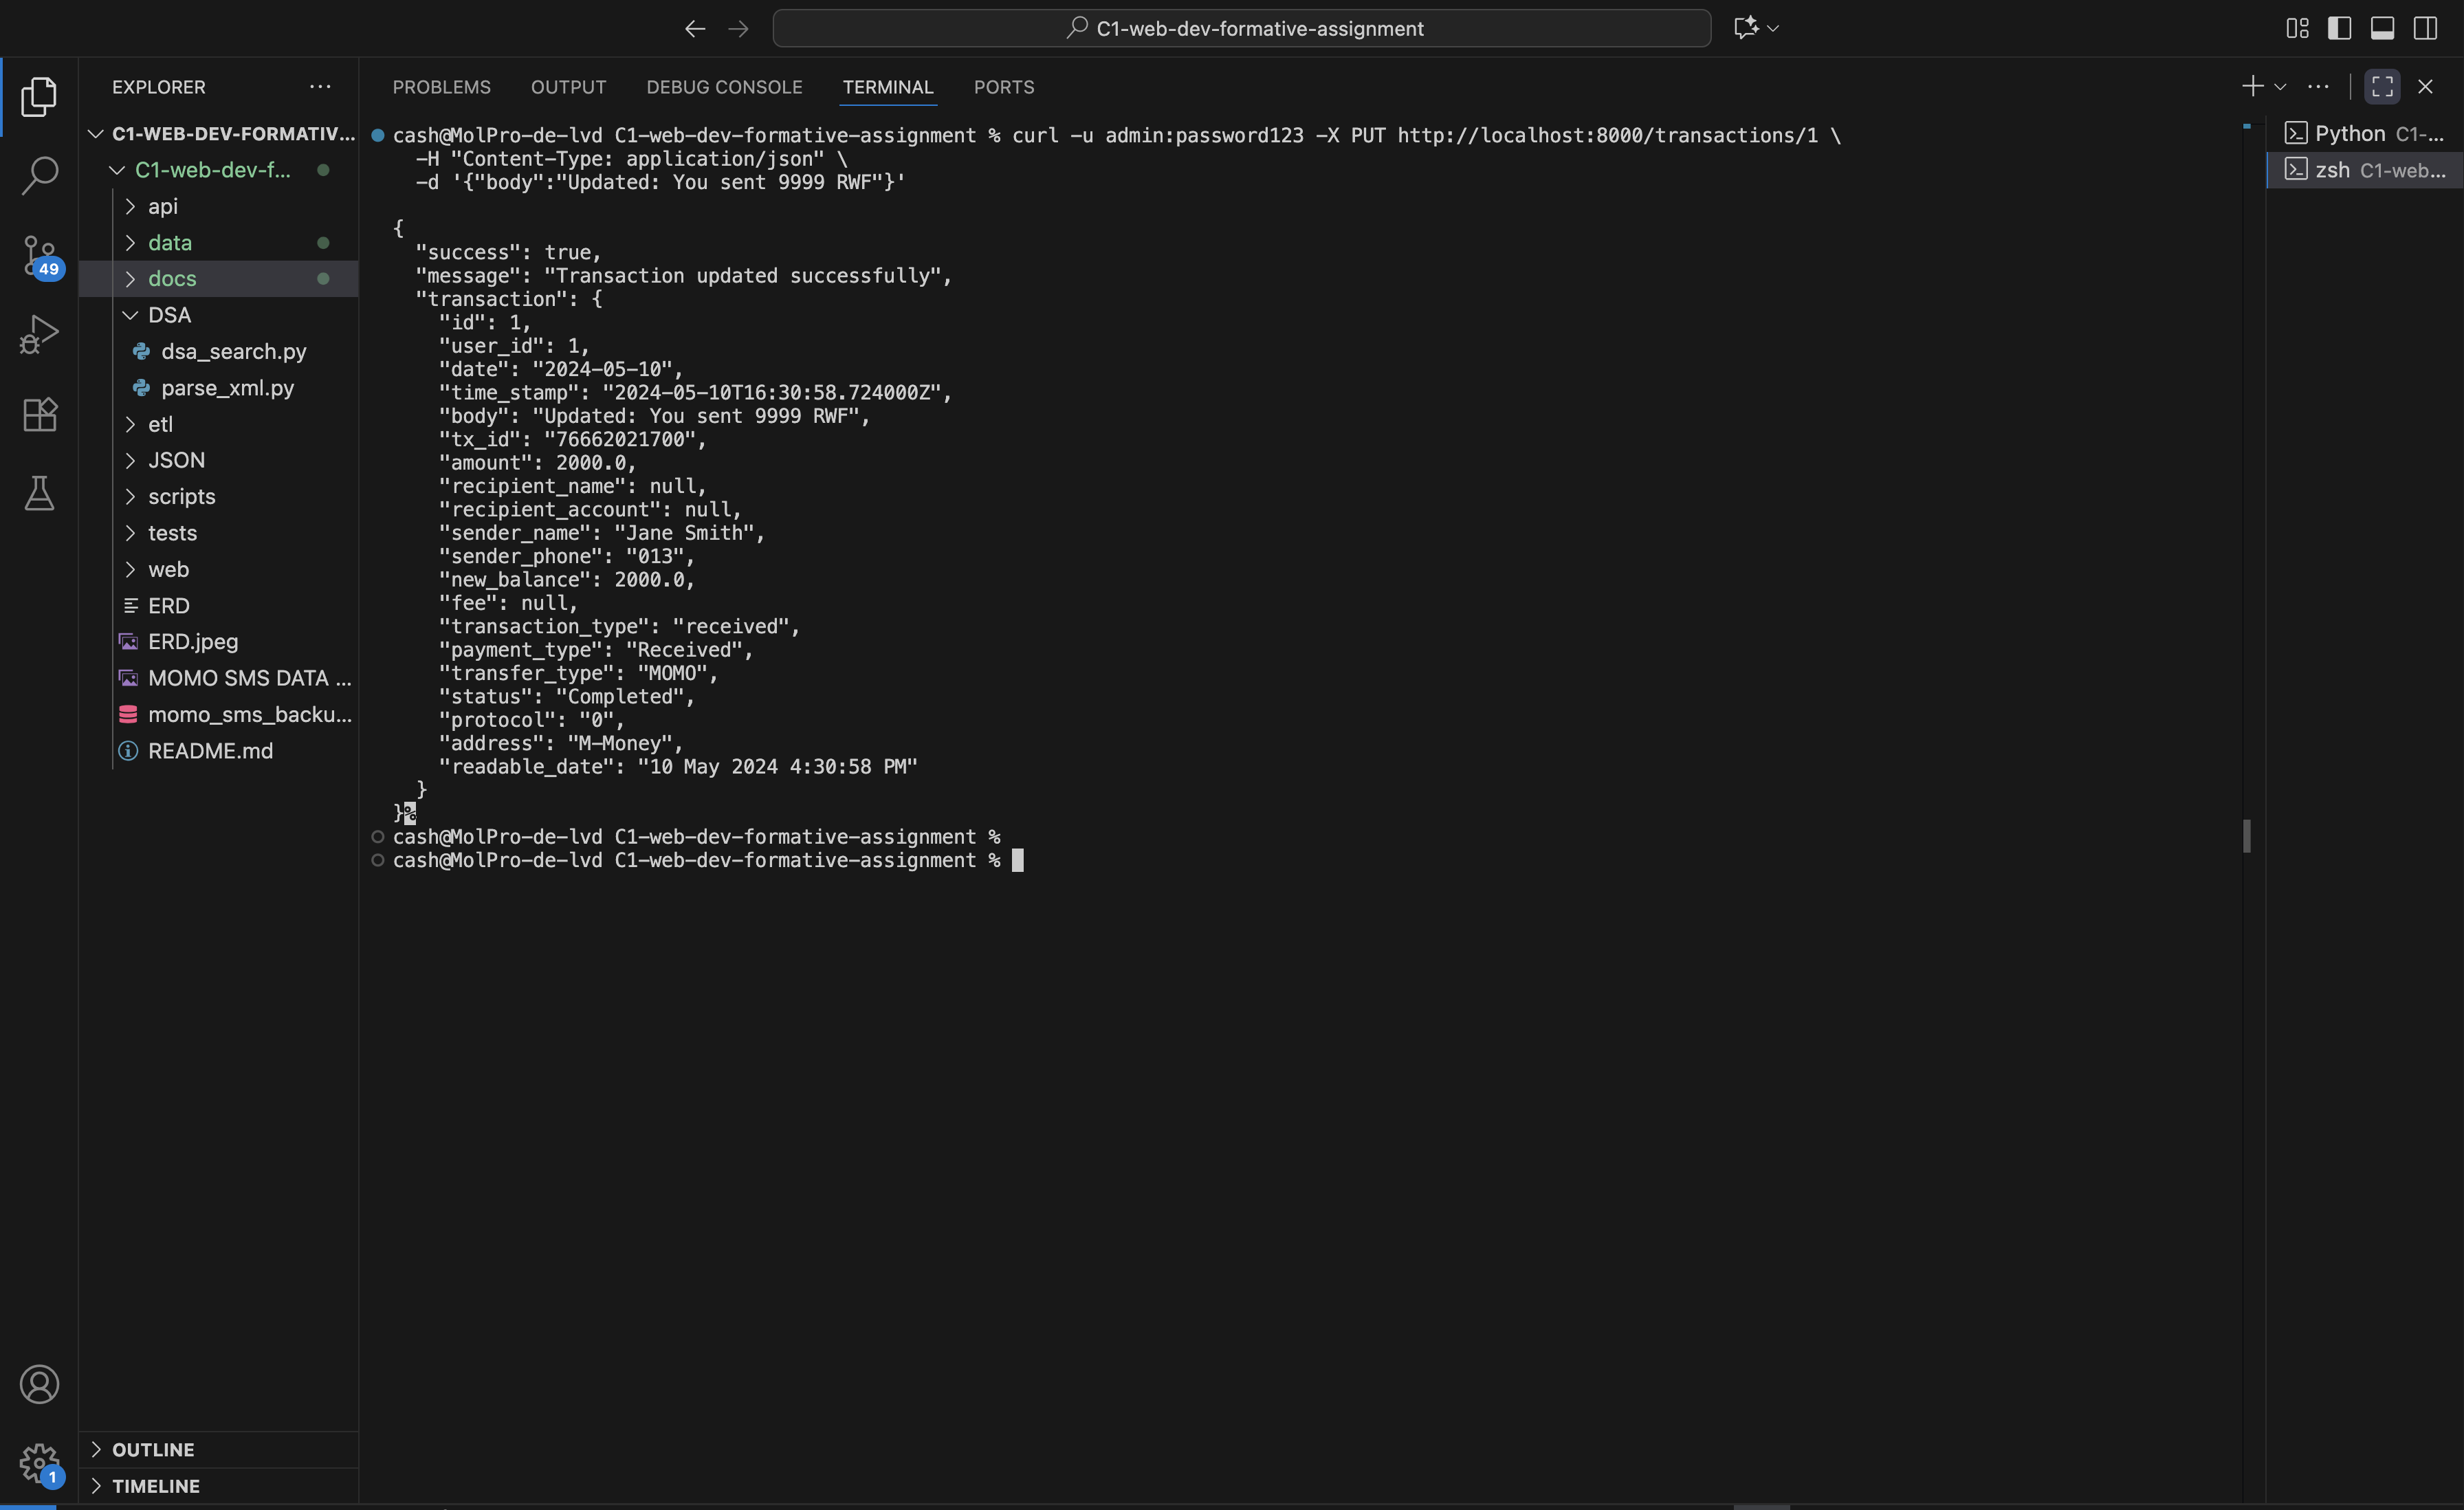 C1-web-dev-formative-assignment
EXPLORER
C1-WEB-DEV-FORMATIV...
C1-web-dev-f...
api
data
docs
DSA
dsa_search.py
parse_xml.py
etl
JSON
scripts
tests
web
ERD
ERD.jpeg
MOMO SMS DATA ...
momo_sms_backu...
README.md
OUTLINE
TIMELINE
49
1
PROBLEMS OUTPUT DEBUG CONSOLE TERMINAL PORTS
cash@MolPro-de-lvd C1-web-dev-formative-assignment % curl -u admin:password123 -X PUT http://localhost:8000/transactions/1 \
-H "Content-Type: application/json" \
-d '{"body":"Updated: You sent 9999 RWF"}'
{
"success": true,
"message": "Transaction updated successfully",
"transaction": {
"id": 1,
"user_id": 1,
"date": "2024-05-10",
"time_stamp": "2024-05-10T16:30:58.724000Z",
"body": "Updated: You sent 9999 RWF",
"tx_id": "76662021700",
"amount": 2000.0,
"recipient_name": null,
"recipient_account": null,
"sender_name": "Jane Smith",
"sender_phone": "013",
"new_balance": 2000.0,
"fee": null,
"transaction_type": "received",
"payment_type": "Received",
"transfer_type": "MOMO",
"status": "Completed",
"protocol": "0",
"address": "M-Money",
"readable_date": "10 May 2024 4:30:58 PM"
}
}%
cash@MolPro-de-lvd C1-web-dev-formative-assignment %
cash@MolPro-de-lvd C1-web-dev-formative-assignment %
Python C1-...
zsh C1-web...